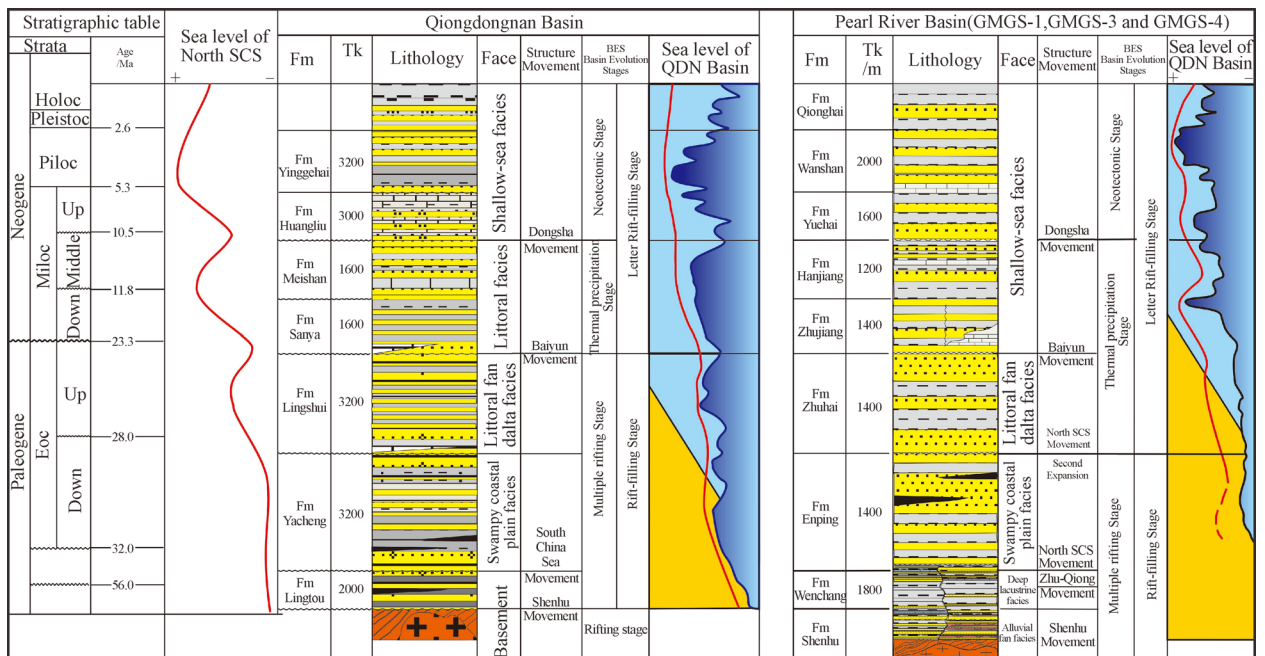 Stratigraphic table
Strata
Age
/Ma
Sea level of
North SCS
+
−
Neogene
Paleogene
Holoc
Pleistoc
Piloc
Miloc
Up
Middle
Down
Eoc
Up
Down
2.6
5.3
10.5
11.8
23.3
28.0
32.0
56.0
Qiongdongnan Basin
Fm
Tk
Lithology
Face
Structure
Movement
BES
Basin Evolution
Stages
Sea level of
QDN Basin
Fm
Yinggehai
3200
Fm
Huangliu
3000
Fm
Meishan
1600
Fm
Sanya
1600
Fm
Lingshui
3200
Fm
Yacheng
3200
Fm
Lingtou
2000
Shallow-sea facies
Littoral facies
Littoral fan
dalta facies
Swampy coastal
plain facies
Basement
Dongsha
Movement
Baiyun
Movement
South
China
Sea
Movement
Shenhu
Movement
Neotectonic Stage
Thermal precipitation
Stage
Multiple rifting Stage
Rifting stage
Letter Rift-filling Stage
Rift-filling Stage
Pearl River Basin(GMGS-1,GMGS-3 and GMGS-4)
Fm
Tk
/m
Lithology
Face
Structure
Movement
BES
Basin Evolution
Stages
Sea level of
QDN Basin
+
−
Fm
Qionghai
Fm
Wanshan
2000
Fm
Yuehai
1600
Fm
Hanjiang
1200
Fm
Zhujiang
1400
Fm
Zhuhai
1400
Fm
Enping
1400
Fm
Wenchang
1800
Fm
Shenhu
Shallow-sea facies
Littoral fan
dalta facies
Swampy coastal
plain facies
Deep
lacustrine
facies
Alluvial
fan facies
Dongsha
Movement
Baiyun
Movement
North SCS
Movement
Second
Expansion
North SCS
Movement
Zhu-Qiong
Movement
Shenhu
Movement
Neotectonic Stage
Thermal precipitation
Stage
Multiple rifting Stage
Letter Rift-filling Stage
Rift-filling Stage